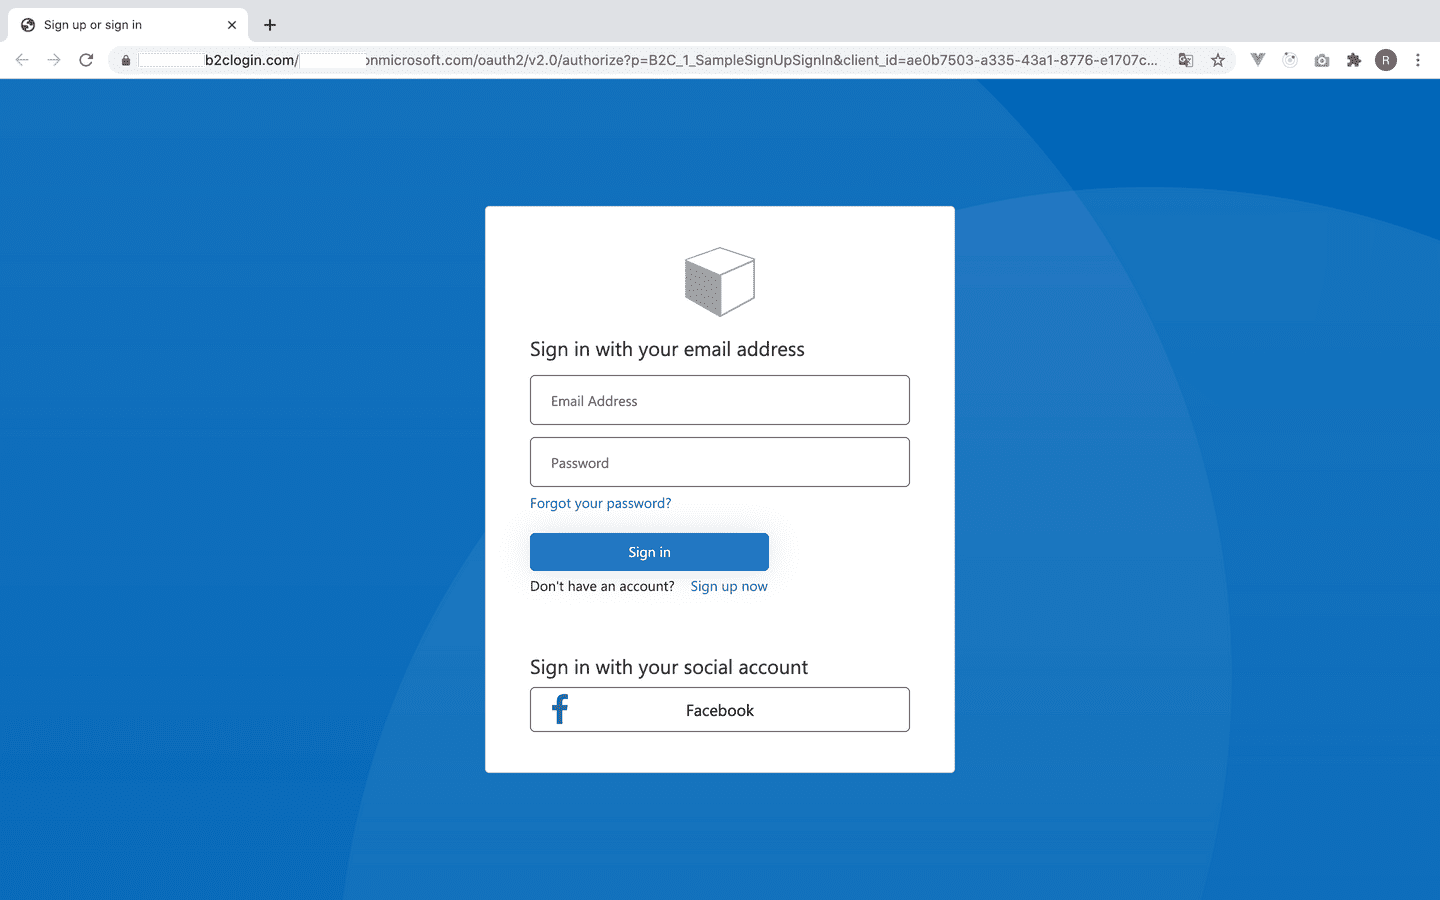 Sign up or sign in
b2clogin.com/ onmicrosoft.com/oauth2/v2.0/authorize?p=B2C_1_SampleSignUpSignIn&client_id=ae0b7503-a335-43a1-8776-e1707c...
R
Sign in with your email address
Email Address
Password
Forgot your password?
Sign in
Don't have an account? Sign up now
Sign in with your social account
Facebook